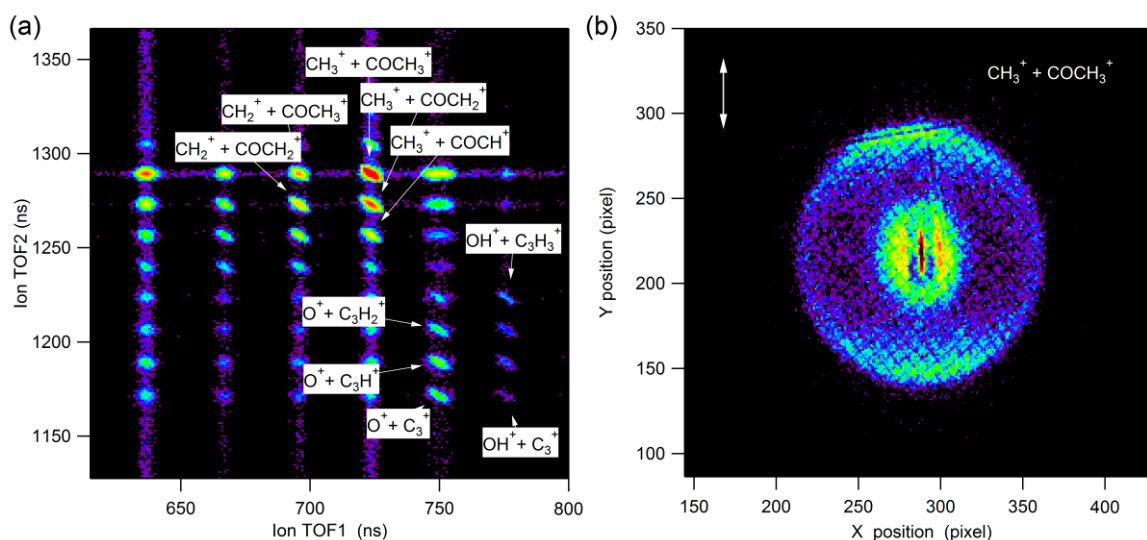 (a)
1350
1300
1250
1200
1150
Ion TOF2 (ns)
650
700
750
800
Ion TOF1 (ns)
CH₃⁺ + COCH₃⁺
CH₂⁺ + COCH₃⁺
CH₃⁺ + COCH₂⁺
CH₂⁺ + COCH₂⁺
CH₃⁺ + COCH⁺
OH⁺ + C₃H₃⁺
O⁺ + C₃H₂⁺
O⁺ + C₃H⁺
O⁺ + C₃⁺
OH⁺ + C₃⁺
(b)
350
300
250
200
150
100
Y position (pixel)
CH₃⁺ + COCH₃⁺
150
200
250
300
350
400
X position (pixel)